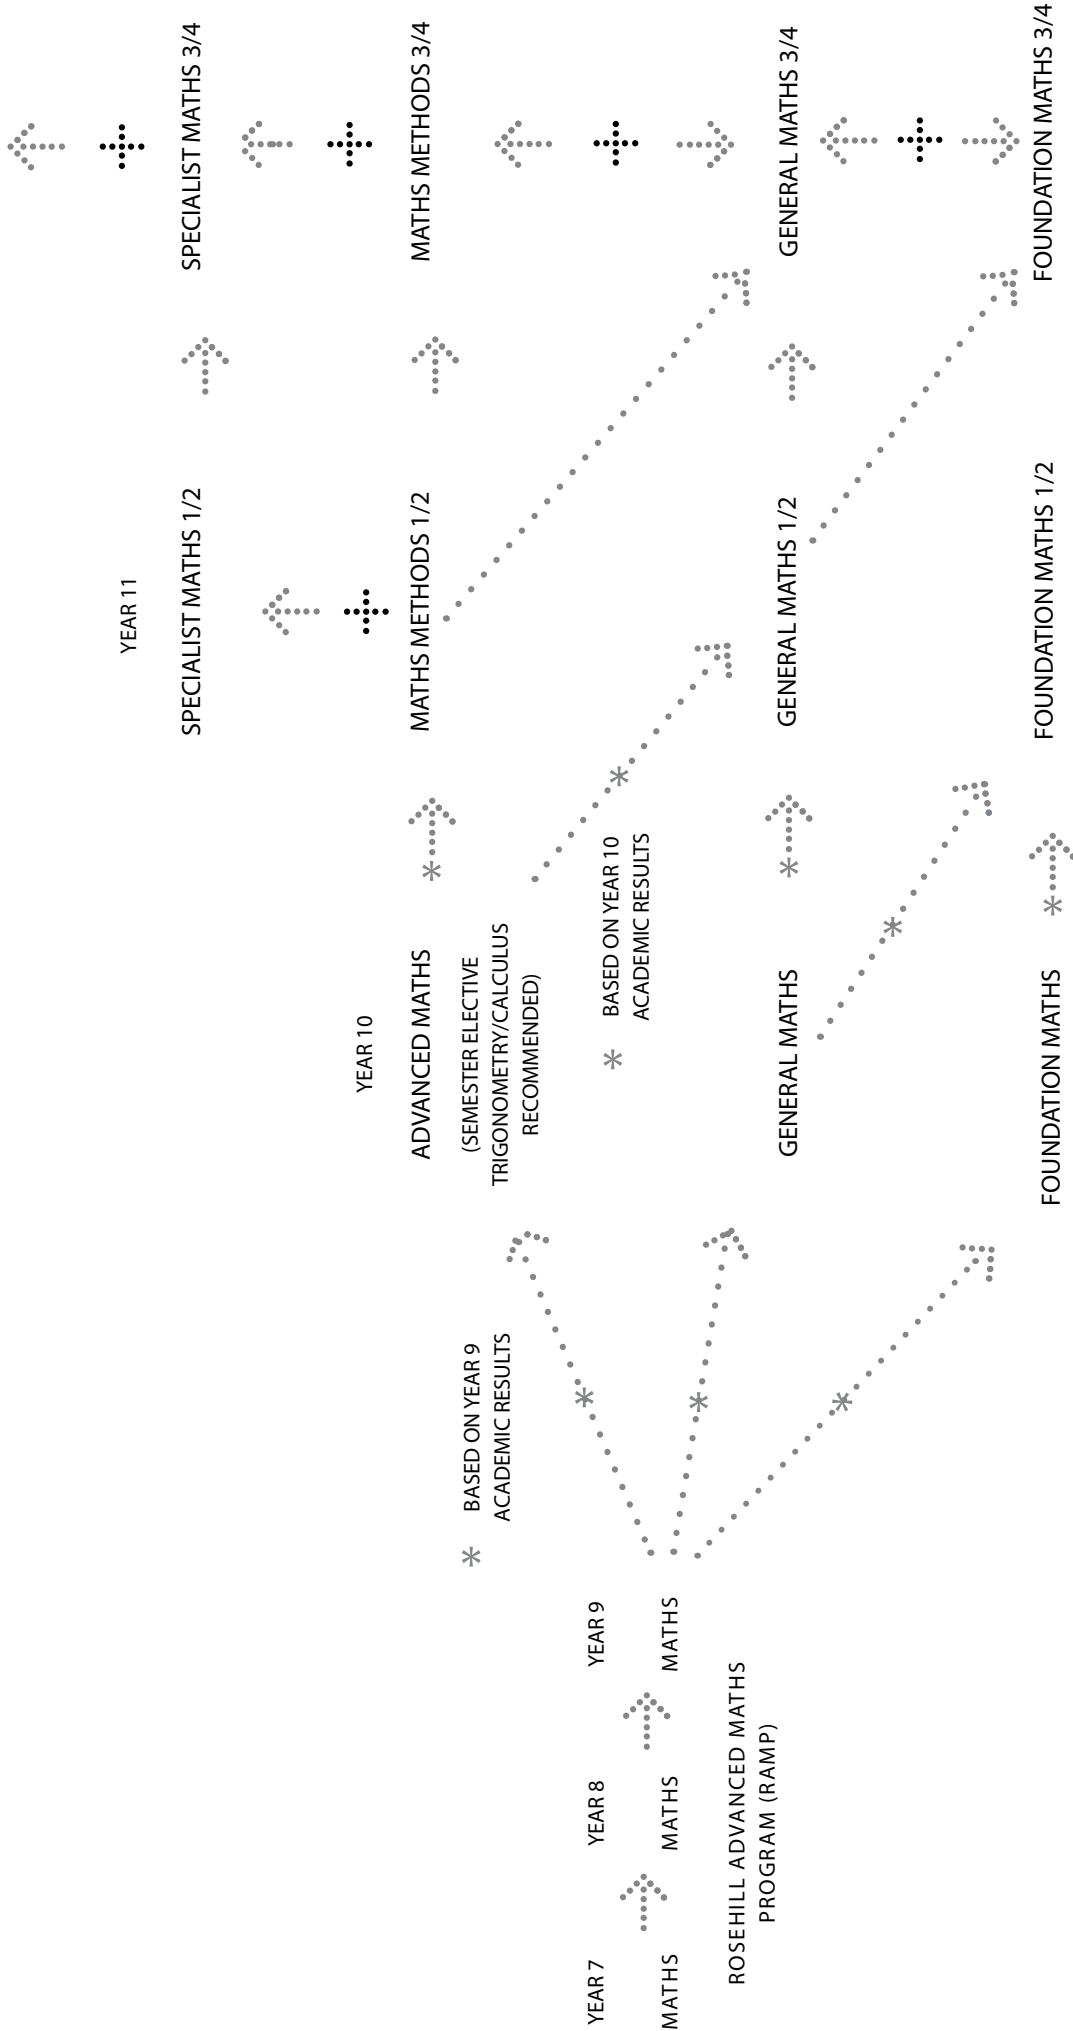 YEAR 7
MATHS
YEAR 8
MATHS
YEAR 9
MATHS
ROSEHILL ADVANCED MATHS
PROGRAM (RAMP)
* BASED ON YEAR 9
ACADEMIC RESULTS
*
*
*
YEAR 10
ADVANCED MATHS
(SEMESTER ELECTIVE
TRIGONOMETRY/CALCULUS
RECOMMENDED)
* BASED ON YEAR 10
ACADEMIC RESULTS
GENERAL MATHS
FOUNDATION MATHS
*
*
*
*
*
YEAR 11
SPECIALIST MATHS 1/2
MATHS METHODS 1/2
GENERAL MATHS 1/2
FOUNDATION MATHS 1/2
SPECIALIST MATHS 3/4
MATHS METHODS 3/4
GENERAL MATHS 3/4
FOUNDATION MATHS 3/4